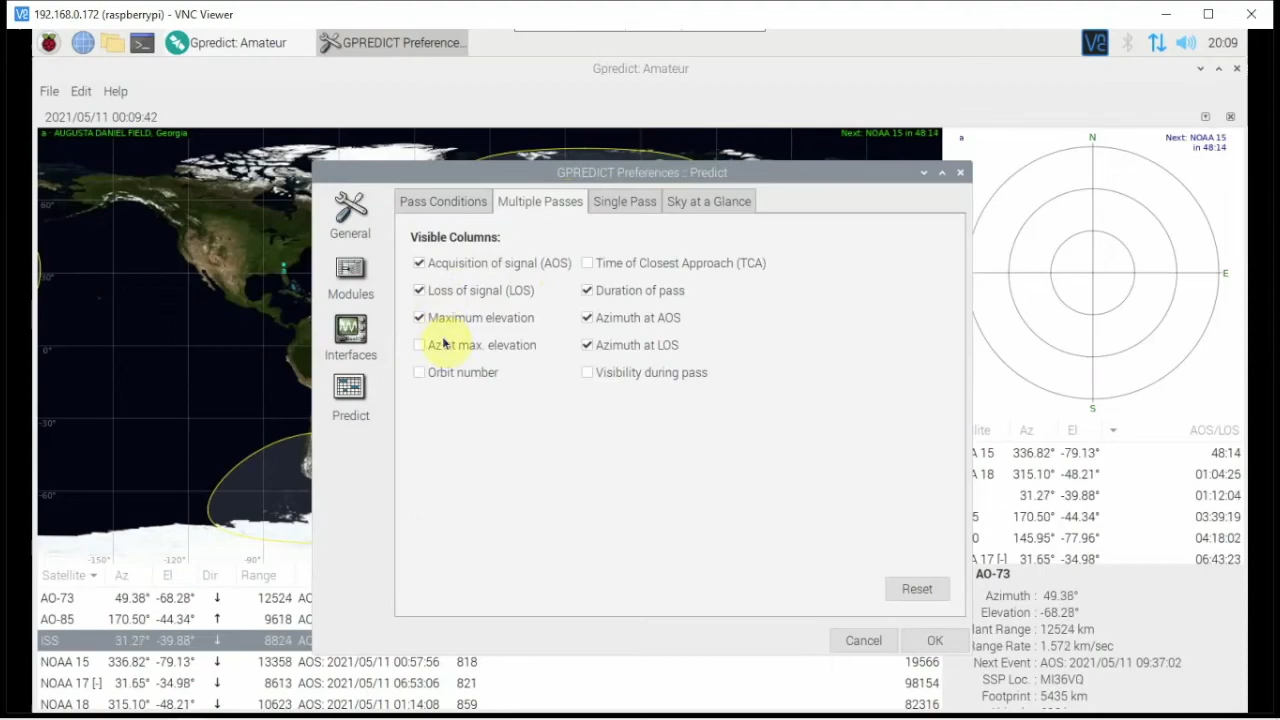 192.168.0.172 (raspberrypi) - VNC Viewer
Gpredict: Amateur
GPREDICT Preference...
20:09
Gpredict: Amateur
File Edit Help
2021/05/11 00:09:42
a - AUGUSTA DANIEL FIELD, Georgia
Next: NOAA 15 in 48:14
a
N
Next: NOAA 15
in 48:14
E
S
GPREDICT Preferences :: Predict
General
Modules
Interfaces
Predict
Pass Conditions
Multiple Passes
Single Pass
Sky at a Glance
Visible Columns:
Acquisition of signal (AOS)
Time of Closest Approach (TCA)
Loss of signal (LOS)
Duration of pass
Maximum elevation
Azimuth at AOS
Az at max. elevation
Azimuth at LOS
Orbit number
Visibility during pass
Reset
Cancel
OK
-30°
-60°
-150° -120° -90°
Satellite Az El Dir Range
AO-73 49.38° -68.28° ↓ 12524
AO-85 170.50° -44.34° ↑ 9618
ISS 31.27° -39.88° ↓ 8824
NOAA 15 336.82° -79.13° ↓ 13358 AOS: 2021/05/11 00:57:56 818 19566
NOAA 17 [-] 31.65° -34.98° ↓ 8613 AOS: 2021/05/11 06:53:06 821 98154
NOAA 18 315.10° -48.21° ↓ 10623 AOS: 2021/05/11 01:14:08 859 82316
llite Az El AOS/LOS
A 15 336.82° -79.13° 48:14
A 18 315.10° -48.21° 01:04:25
31.27° -39.88° 01:12:04
5 170.50° -44.34° 03:39:19
0 145.95° -77.96° 04:18:02
A 17 [-] 31.65° -34.98° 06:43:23
AO-73
Azimuth : 49.38°
Elevation : -68.28°
lant Range : 12524 km
Range Rate : 1.572 km/sec
Next Event : AOS: 2021/05/11 09:37:02
SSP Loc. : MI36VQ
Footprint : 5435 km